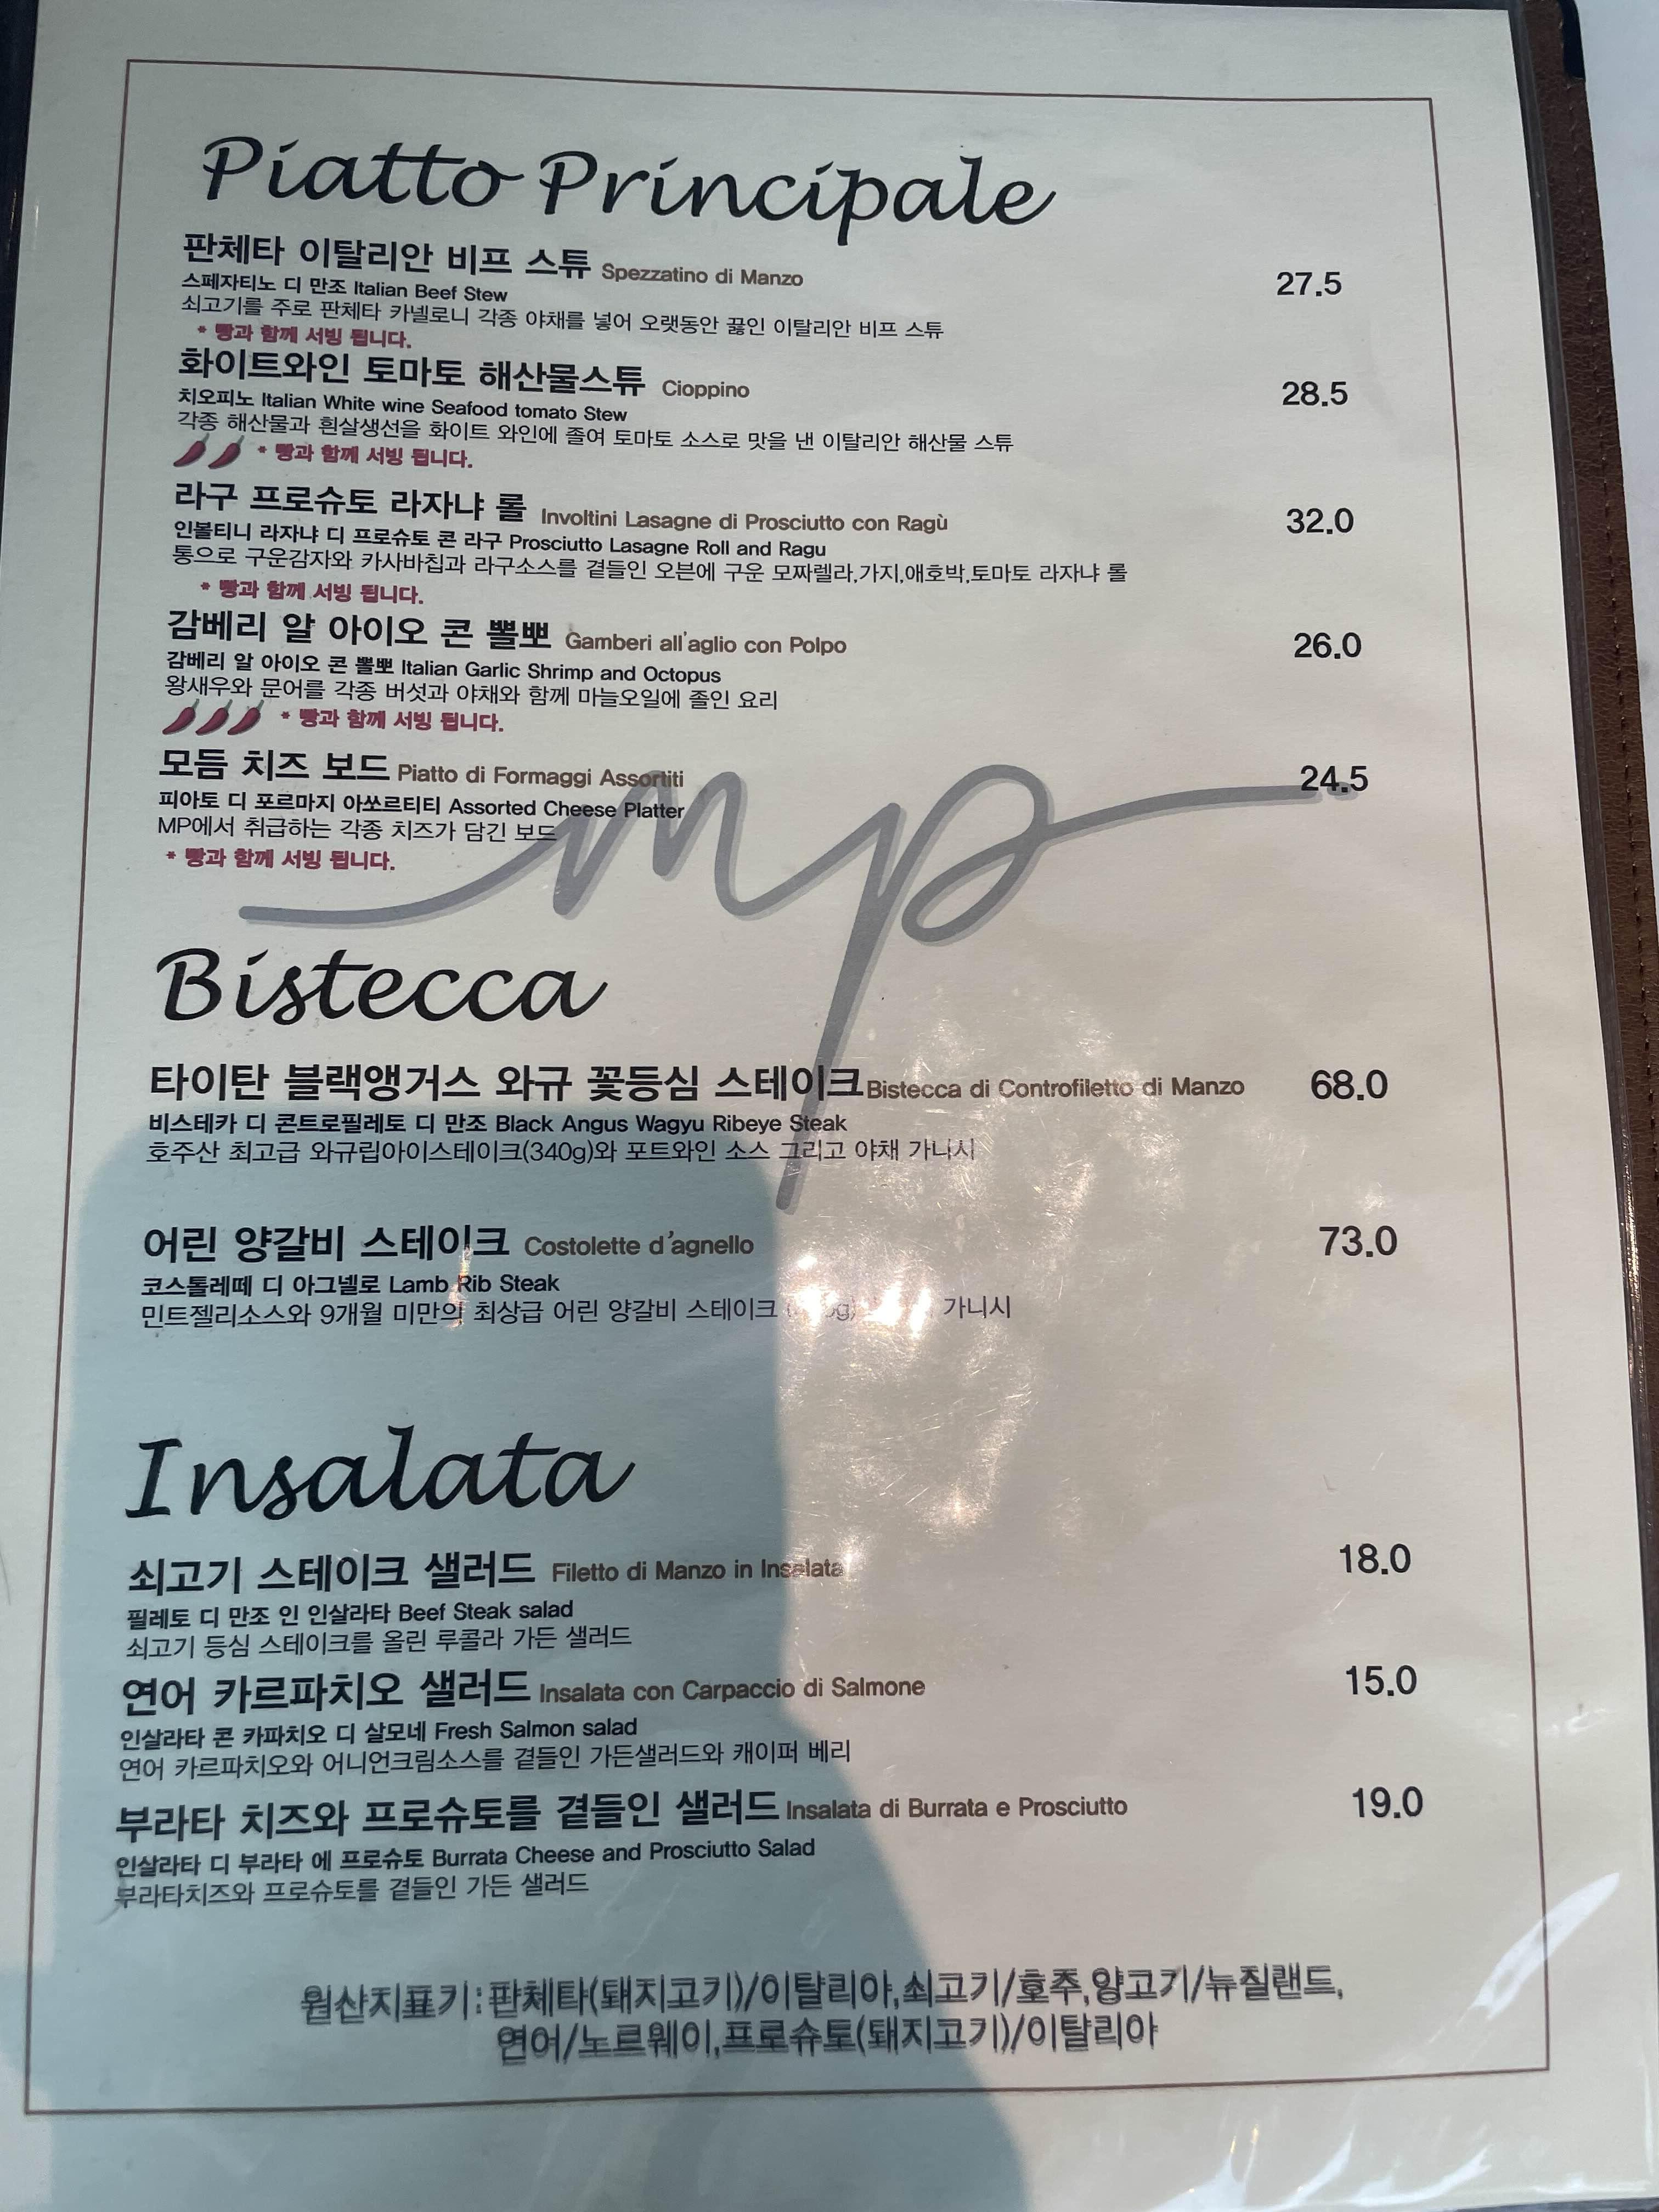 Piatto Principale
판체타 이탈리안 비프 스튜 Spezzatino di Manzo 27.5
스페자티노 디 만조 Italian Beef Stew
쇠고기를 주로 판체타 카넬로니 각종 야채를 넣어 오랫동안 끓인 이탈리안 비프 스튜
* 빵과 함께 서빙 됩니다.
화이트와인 토마토 해산물스튜 Cioppino 28.5
치오피노 Italian White wine Seafood tomato Stew
각종 해산물과 흰살생선을 화이트 와인에 졸여 토마토 소스로 맛을 낸 이탈리안 해산물 스튜
* 빵과 함께 서빙 됩니다.
라구 프로슈토 라자냐 롤 Involtini Lasagne di Prosciutto con Ragù 32.0
인볼티니 라자냐 디 프로슈토 콘 라구 Prosciutto Lasagne Roll and Ragu
통으로 구운감자와 카사바칩과 라구소스를 곁들인 오븐에 구운 모짜렐라,가지,애호박,토마토 라자냐 롤
* 빵과 함께 서빙 됩니다.
감베리 알 아이오 콘 뽈뽀 Gamberi all'aglio con Polpo 26.0
감베리 알 아이오 콘 뽈뽀 Italian Garlic Shrimp and Octopus
왕새우와 문어를 각종 버섯과 야채와 함께 마늘오일에 졸인 요리
* 빵과 함께 서빙 됩니다.
모듬 치즈 보드 Piatto di Formaggi Assortiti 24.5
피아토 디 포르마지 아쏘르티티 Assorted Cheese Platter
MP에서 취급하는 각종 치즈가 담긴 보드
* 빵과 함께 서빙 됩니다.
mp
Bistecca
타이탄 블랙앵거스 와규 꽃등심 스테이크 Bistecca di Controfiletto di Manzo 68.0
비스테카 디 콘트로필레토 디 만조 Black Angus Wagyu Ribeye Steak
호주산 최고급 와규립아이스테이크(340g)와 포트와인 소스 그리고 야채 가니시
어린 양갈비 스테이크 Costolette d'agnello 73.0
코스톨레떼 디 아그넬로 Lamb Rib Steak
민트젤리소스와 9개월 미만의 최상급 어린 양갈비 스테이크 가니시
Insalata
쇠고기 스테이크 샐러드 Filetto di Manzo in Insalata 18.0
필레토 디 만조 인 인살라타 Beef Steak salad
쇠고기 등심 스테이크를 올린 루콜라 가든 샐러드
연어 카르파치오 샐러드 Insalata con Carpaccio di Salmone 15.0
인살라타 콘 카파치오 디 살모네 Fresh Salmon salad
연어 카르파치오와 어니언크림소스를 곁들인 가든샐러드와 캐이퍼 베리
부라타 치즈와 프로슈토를 곁들인 샐러드 Insalata di Burrata e Prosciutto 19.0
인살라타 디 부라타 에 프로슈토 Burrata Cheese and Prosciutto Salad
부라타치즈와 프로슈토를 곁들인 가든 샐러드
원산지표기:판체타(돼지고기)/이탈리아,쇠고기/호주,양고기/뉴질랜드,
연어/노르웨이,프로슈토(돼지고기)/이탈리아